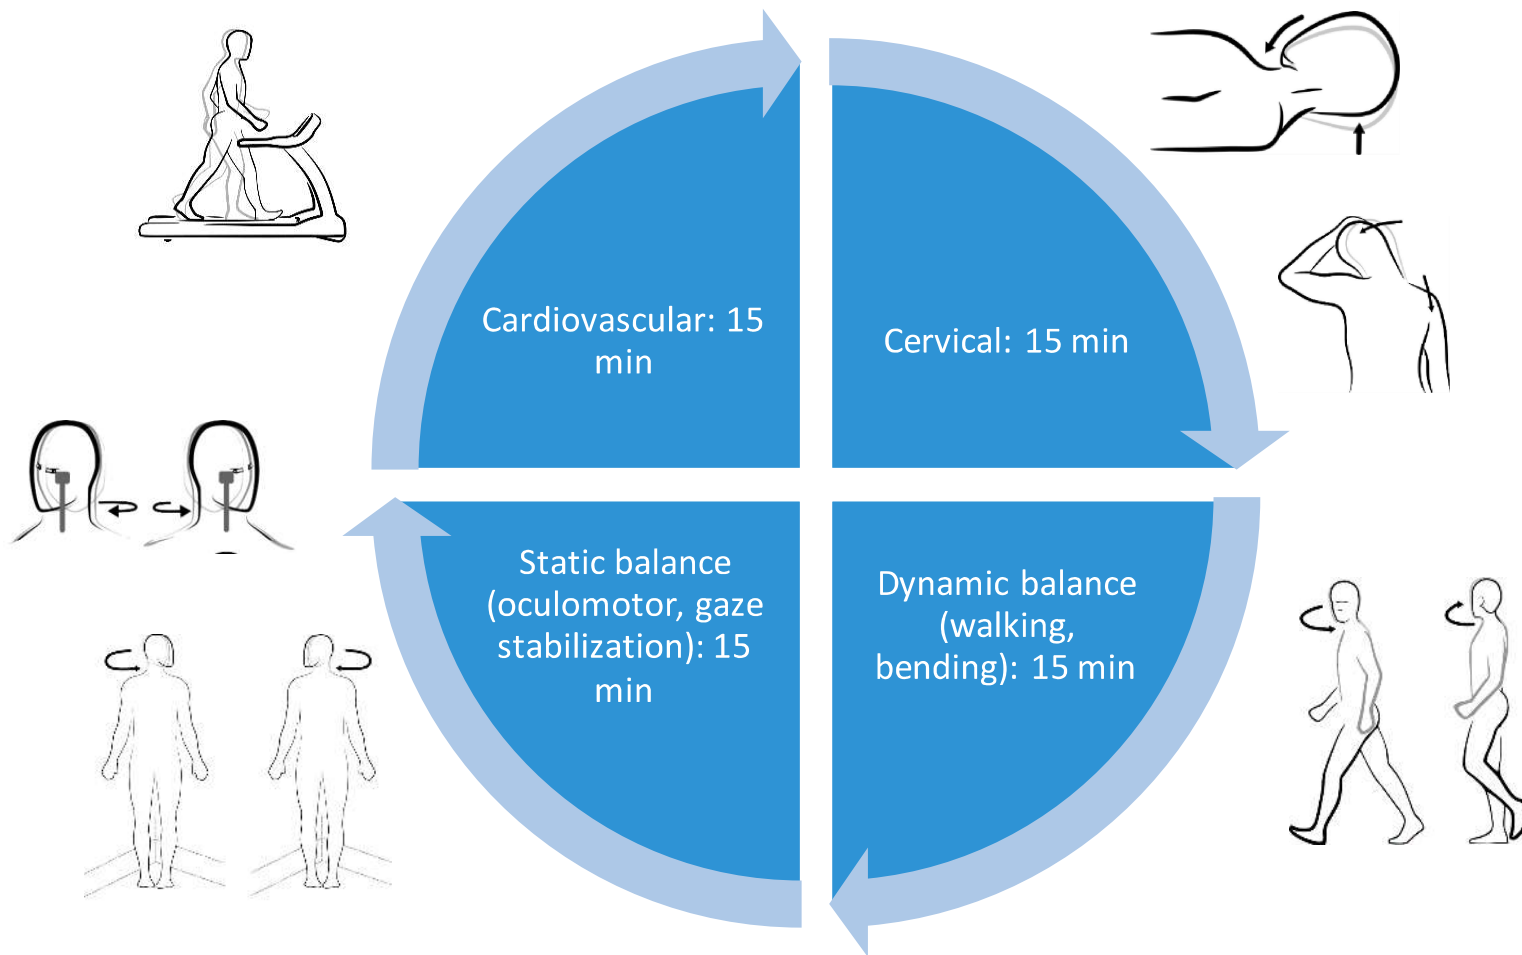 Cardiovascular: 15
min
Cervical: 15 min
Static balance
(oculomotor, gaze
stabilization): 15
min
Dynamic balance
(walking,
bending): 15 min